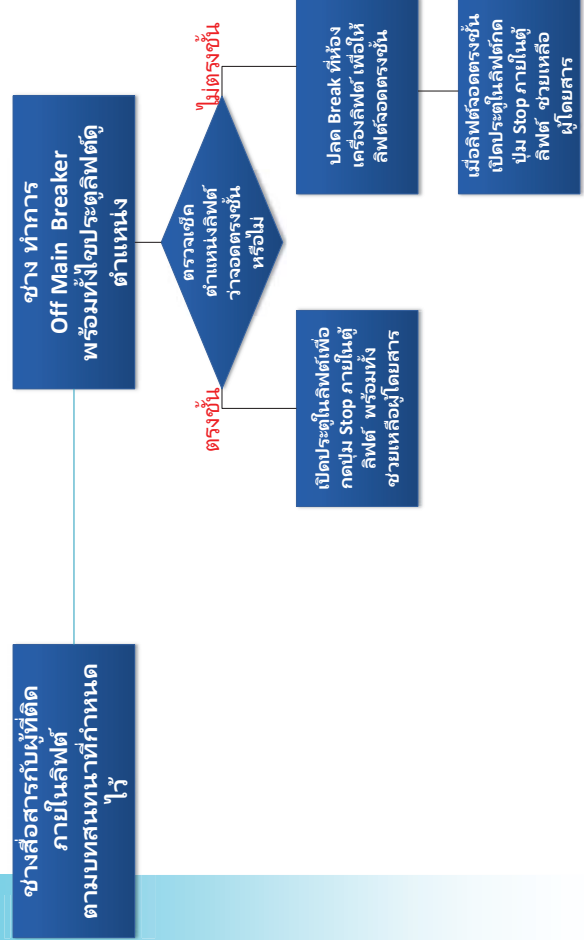 ช่างสื่อสารกับผู้ที่ติด
ภายในลิฟต์
ตามบทสนทนาที่กำหนด
ไว้
ช่าง ทำการ
Off Main Breaker
พร้อมทั้งไขประตูลิฟต์ดู
ตำแหน่ง
ตรวจเช็ค
ตำแหน่งลิฟต์
ว่าจอดตรงชั้น
หรือไม่
ตรงชั้น
ไม่ตรงชั้น
เปิดประตูในลิฟต์เพื่อ
กดปุ่ม Stop ภายในตู้
ลิฟต์ พร้อมทั้ง
ช่วยเหลือผู้โดยสาร
ปลด Break ที่ห้อง
เครื่องลิฟต์ เพื่อให้
ลิฟต์จอดตรงชั้น
เมื่อลิฟต์จอดตรงชั้น
เปิดประตูในลิฟต์กด
ปุ่ม Stop ภายในตู้
ลิฟต์ ช่วยเหลือ
ผู้โดยสาร